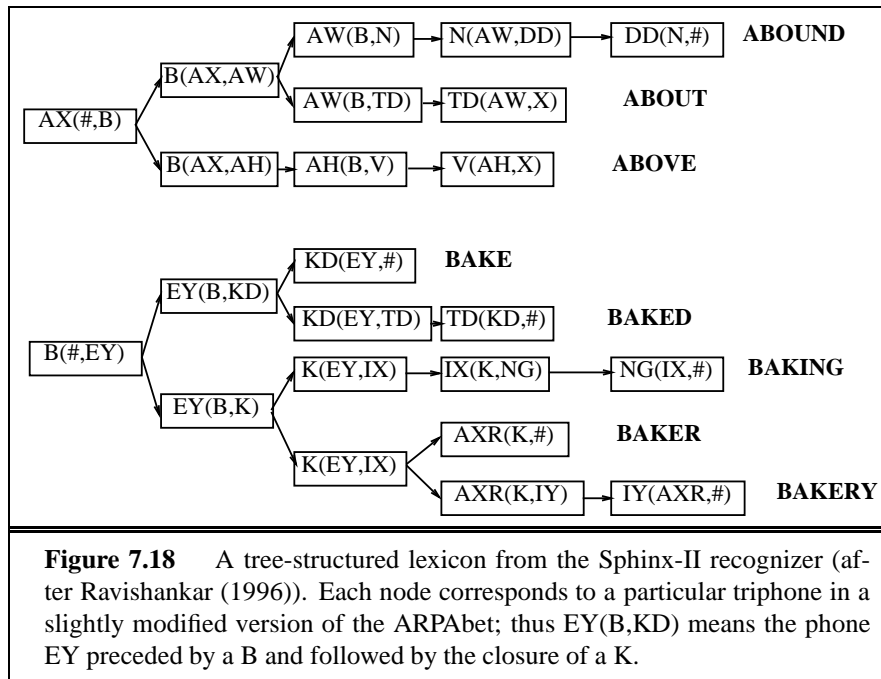 AW(B,N) N(AW,DD) DD(N,#) ABOUND
B(AX,AW)
AW(B,TD) TD(AW,X) ABOUT
AX(#,B)
B(AX,AH) AH(B,V) V(AH,X) ABOVE
KD(EY,#) BAKE
EY(B,KD)
KD(EY,TD) TD(KD,#) BAKED
B(#,EY)
K(EY,IX) IX(K,NG) NG(IX,#) BAKING
EY(B,K)
AXR(K,#) BAKER
K(EY,IX)
AXR(K,IY) IY(AXR,#) BAKERY
Figure 7.18 A tree-structured lexicon from the Sphinx-II recognizer (af-
ter Ravishankar (1996)). Each node corresponds to a particular triphone in a
slightly modified version of the ARPAbet; thus EY(B,KD) means the phone
EY preceded by a B and followed by the closure of a K.